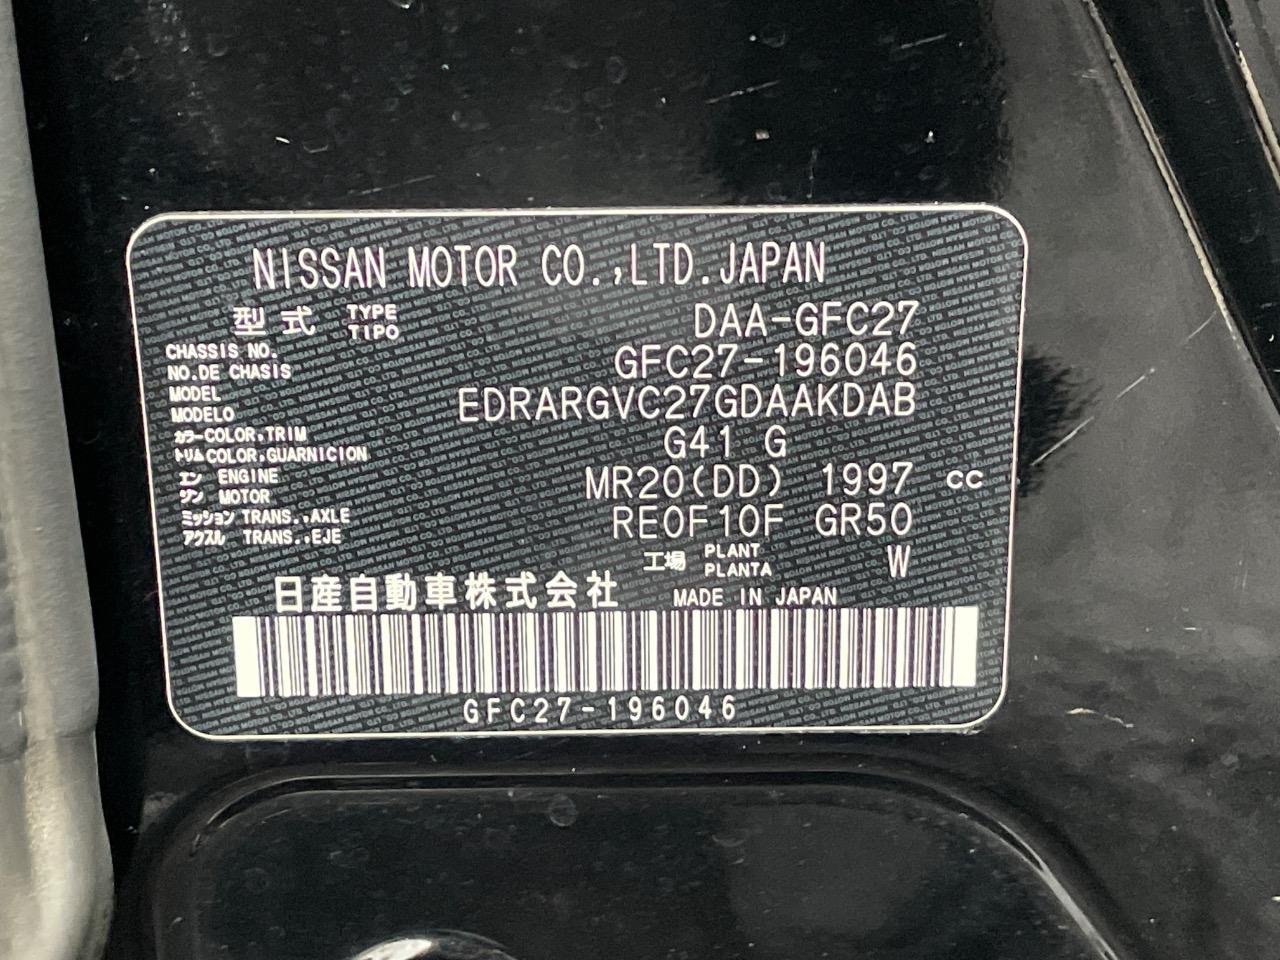 NISSAN MOTOR CO.,LTD.JAPAN
型式 TYPE TIPO DAA-GFC27
CHASSIS NO. NO.DE CHASIS GFC27-196046
MODEL MODELO EDRARGVC27GDAAKDAB
カラー COLOR,TRIM
トリム COLOR,GUARNICION G41 G
エン ENGINE
ジン MOTOR MR20(DD) 1997 cc
ミッション TRANS.,AXLE
アクスル TRANS.,EJE RE0F10F GR50
工場 PLANT PLANTA W
日産自動車株式会社 MADE IN JAPAN
GFC27-196046